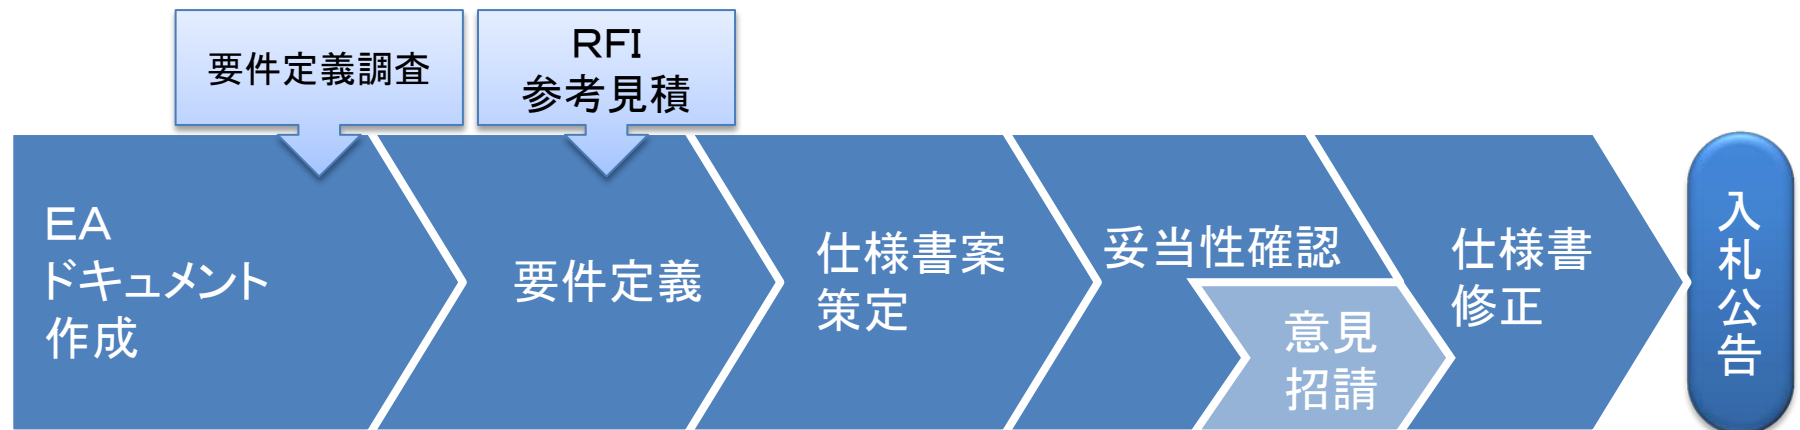 要件定義調査
RFI
参考見積
EA
ドキュメント
作成
要件定義
仕様書案
策定
妥当性確認
意見
招請
仕様書
修正
入札公告